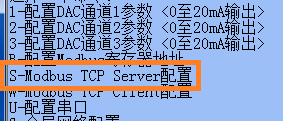 1-配置DAC通道1参数 <0至20mA输出>
2-配置DAC通道2参数 <0至20mA输出>
3-配置DAC通道3参数 <0至20mA输出>
S-Modbus TCP Server配置
W-Modbus TCP Client配置
U-配置串口